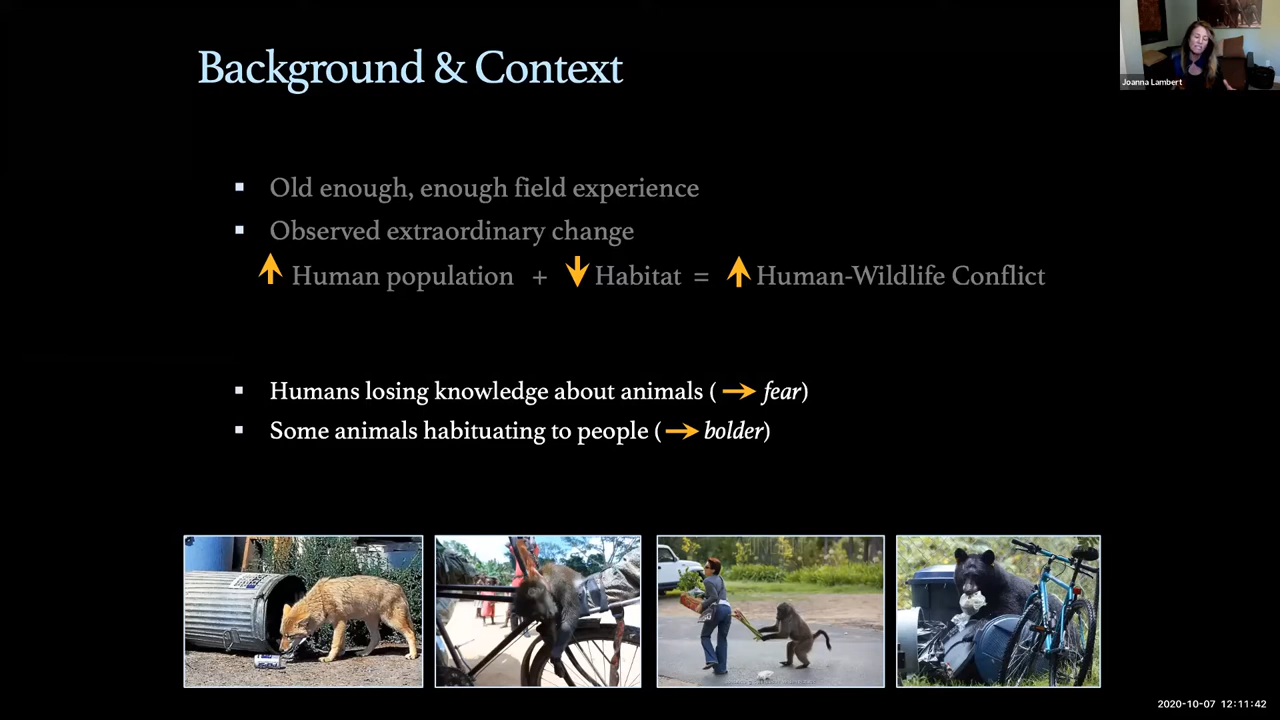 Background & Context
Joanna Lambert
▪ Old enough, enough field experience
▪ Observed extraordinary change
↑ Human population + ↓ Habitat = ↑ Human-Wildlife Conflict
▪ Humans losing knowledge about animals ( → fear)
▪ Some animals habituating to people ( → bolder)
2020-10-07 12:11:42